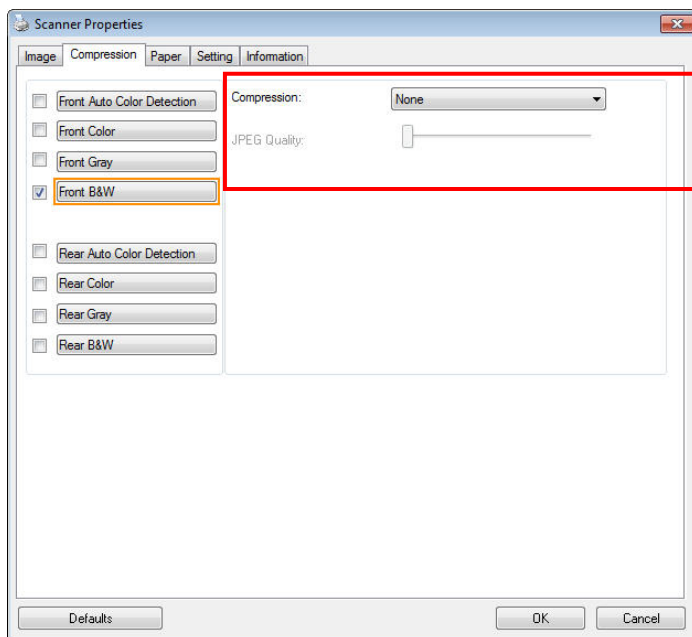 Scanner Properties
Image Compression Paper Setting Information
Front Auto Color Detection
Front Color
Front Gray
Front B&W
Rear Auto Color Detection
Rear Color
Rear Gray
Rear B&W
Compression: None
JPEG Quality:
Defaults OK Cancel